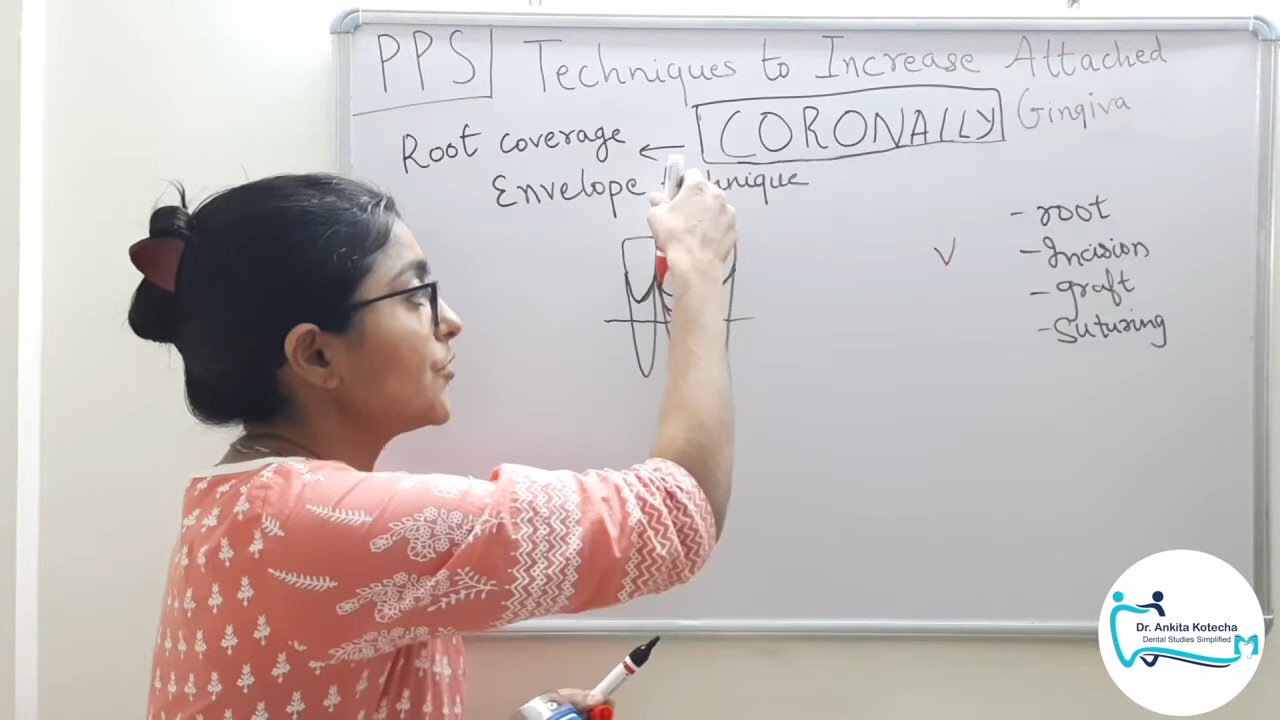 PPS Techniques to Increase Attached
Gingiva
CORONALLY
Root coverage ←
Envelope
- root
- Incision
- graft
- Suturing
V
Dr. Ankita Kotecha
Dental Studies Simplified